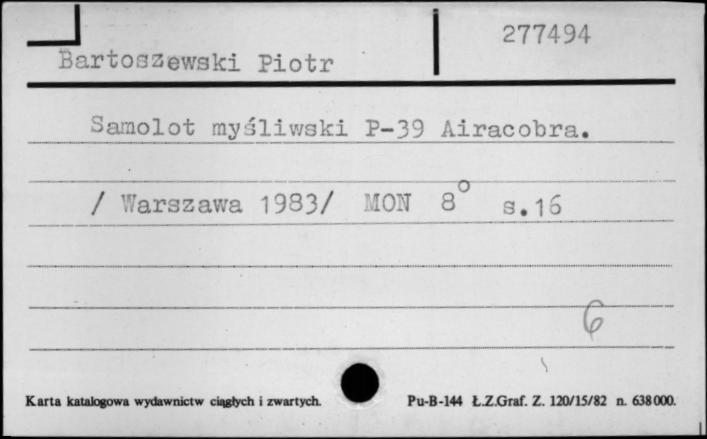 277494
Bartoszewski Piotr
Samolot myśliwski P-39 Airacobra.
/ Warszawa 1983/ MON 8° s.16
6
Karta katalogowa wydawnictw ciągłych i zwartych. Pu-B-144 Ł.Z.Graf. Z. 120/15/82 n. 638000.